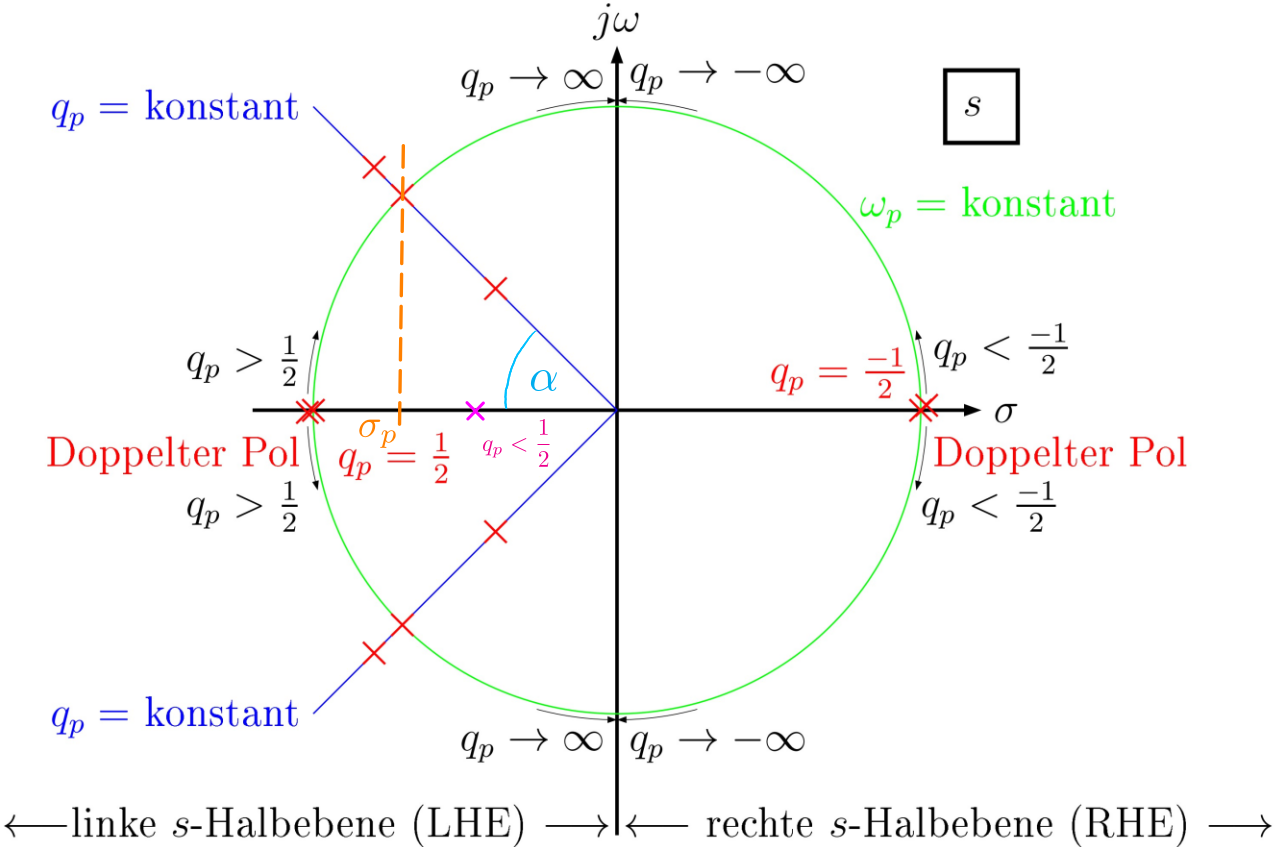 jω
q_p → ∞
q_p → −∞
q_p = konstant
s
ω_p = konstant
q_p > 1/2
α
q_p = −1/2
q_p < −1/2
σ
σ_p
Doppelter Pol
q_p = 1/2
q_p < 1/2
Doppelter Pol
q_p > 1/2
q_p < −1/2
q_p = konstant
q_p → ∞
q_p → −∞
←linke s-Halbebene (LHE) →
← rechte s-Halbebene (RHE) →